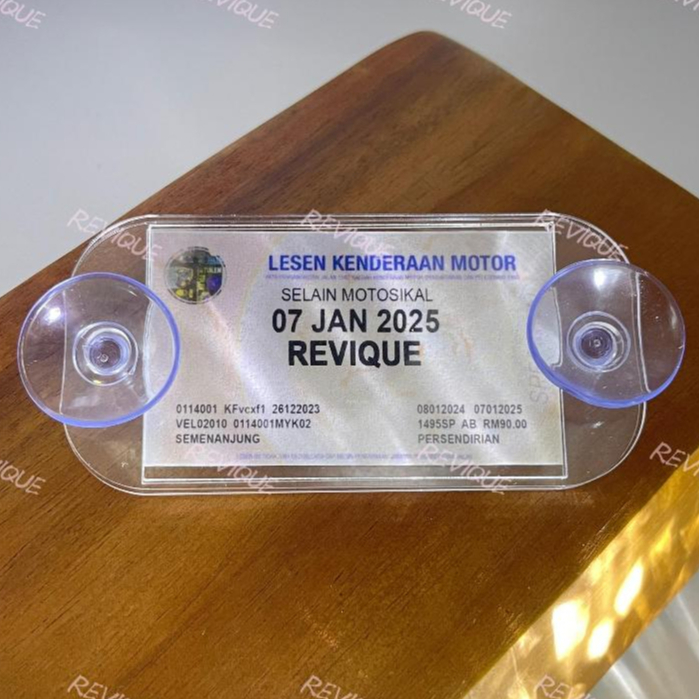 LESEN KENDERAAN MOTOR
SELAIN MOTOSIKAL
07 JAN 2025
REVIQUE
0114001 KFvcxf1 26122023
VEL02010 0114001MYK02
SEMENANJUNG
08012024 07012025
1495SP AB RM90.00
PERSENDIRIAN
REVIQUE